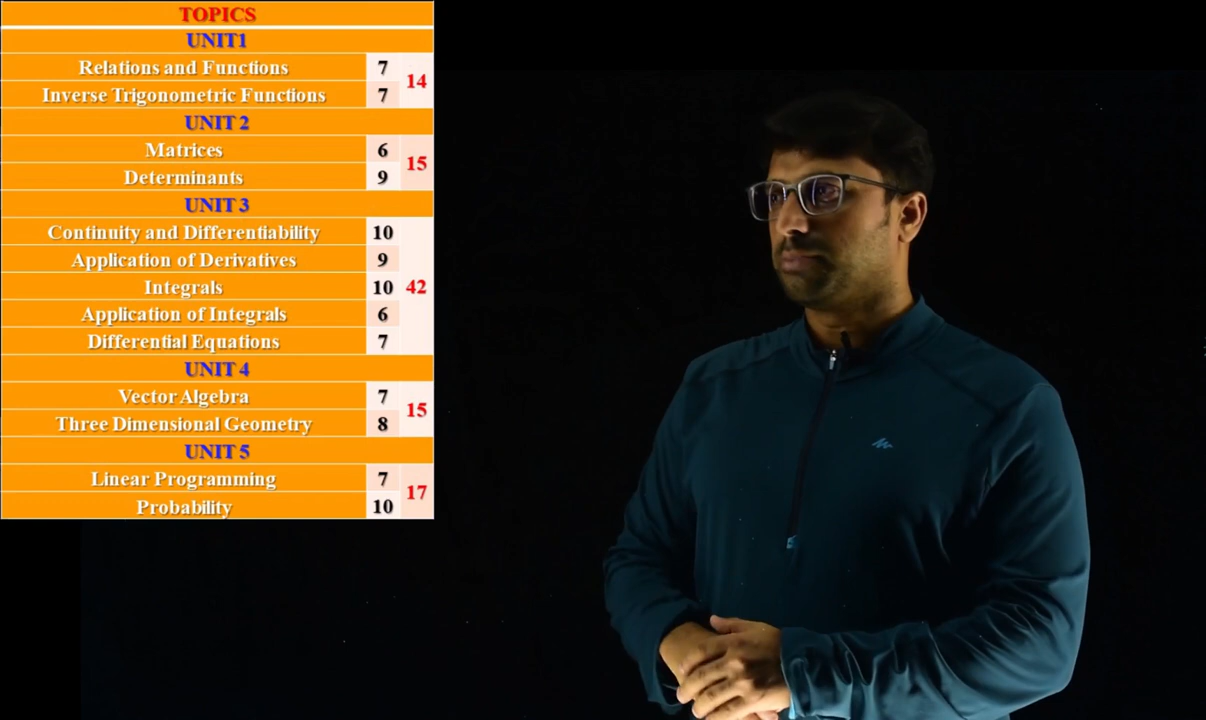 TOPICS
UNIT1
Relations and Functions 7
14
Inverse Trigonometric Functions 7
UNIT 2
Matrices 6
15
Determinants 9
UNIT 3
Continuity and Differentiability 10
Application of Derivatives 9
Integrals 10 42
Application of Integrals 6
Differential Equations 7
UNIT 4
Vector Algebra 7
15
Three Dimensional Geometry 8
UNIT 5
Linear Programming 7
17
Probability 10